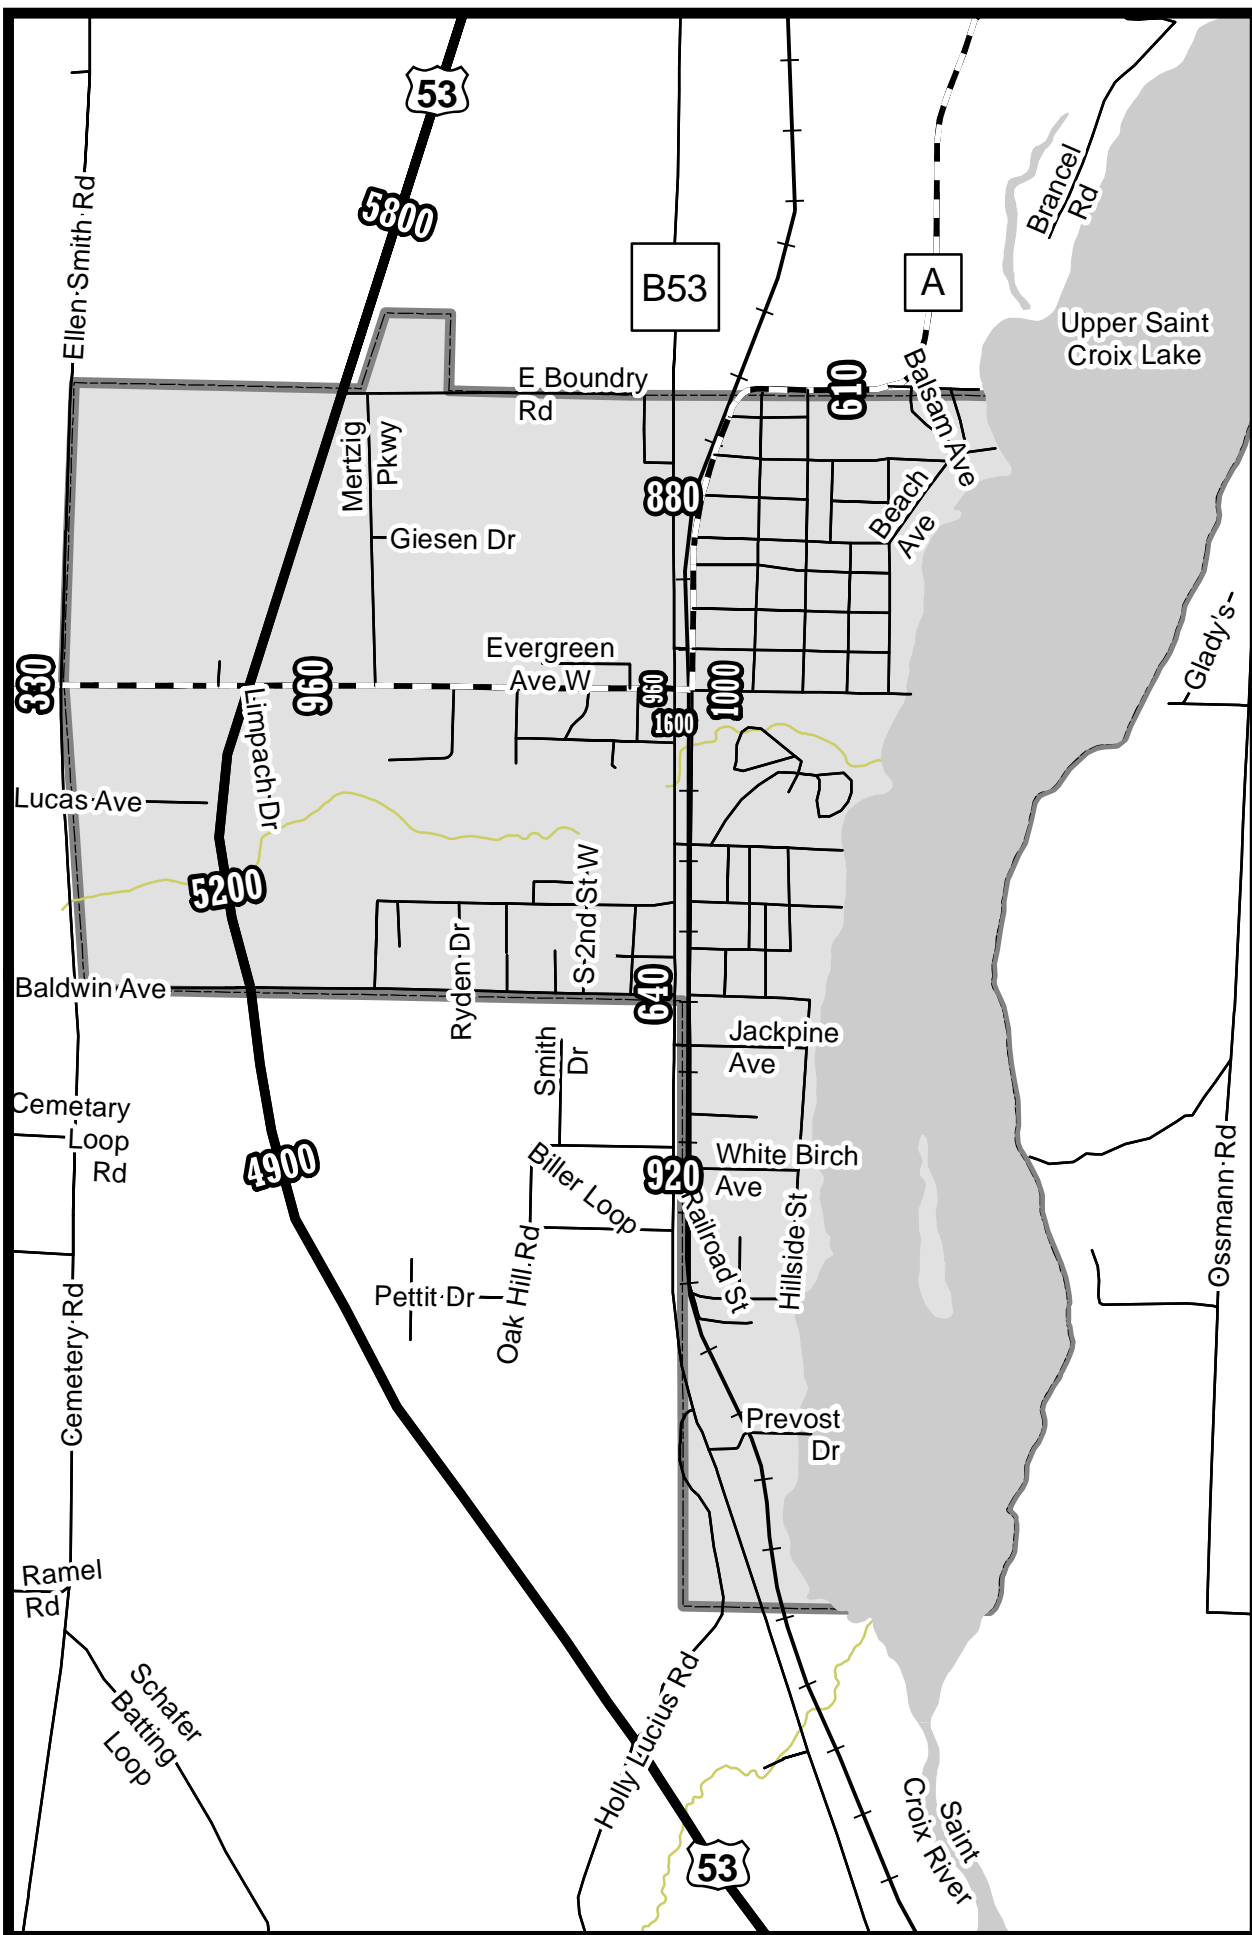 53
5800
Ellen Smith Rd
B53
A
Brancel
Rd
Upper Saint
Croix Lake
E Boundry
Rd
610
Balsam Ave
Mertzig
Pkwy
880
Beach
Ave
Giesen Dr
Glady's
Evergreen
Ave W
330
960
960
1000
1600
Limpach Dr
Lucas Ave
5200
S 2nd St W
Ryden Dr
Baldwin Ave
640
Jackpine
Ave
Smith
Dr
Cemetary
Loop
Rd
4900
Biller Loop
920
White Birch
Ave
Railroad St
Hillside St
Ossmann Rd
Pettit Dr
Oak Hill Rd
Cemetery Rd
Prevost
Dr
Ramel
Rd
Schafer
Batting
Loop
Holly Lucius Rd
Saint
Croix River
53